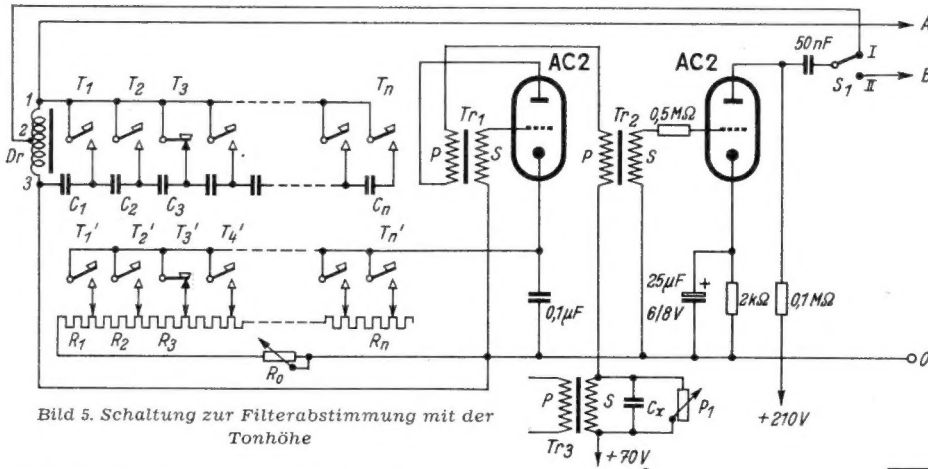 A
50nF
I
S1
II
B
AC2
AC2
T1 T2 T3 Tn
1
2
Dr
3
Tr1
P S
Tr2
P S
0,5MΩ
C1 C2 C3 Cn
T1' T2' T3' T4' Tn'
0,1µF
25µF
6/8V
+
2kΩ
0,1MΩ
R1 R2 R3 Rn
R0
0
P S Cx P1
Tr3
+70V
+210V
Bild 5. Schaltung zur Filterabstimmung mit der
Tonhöhe